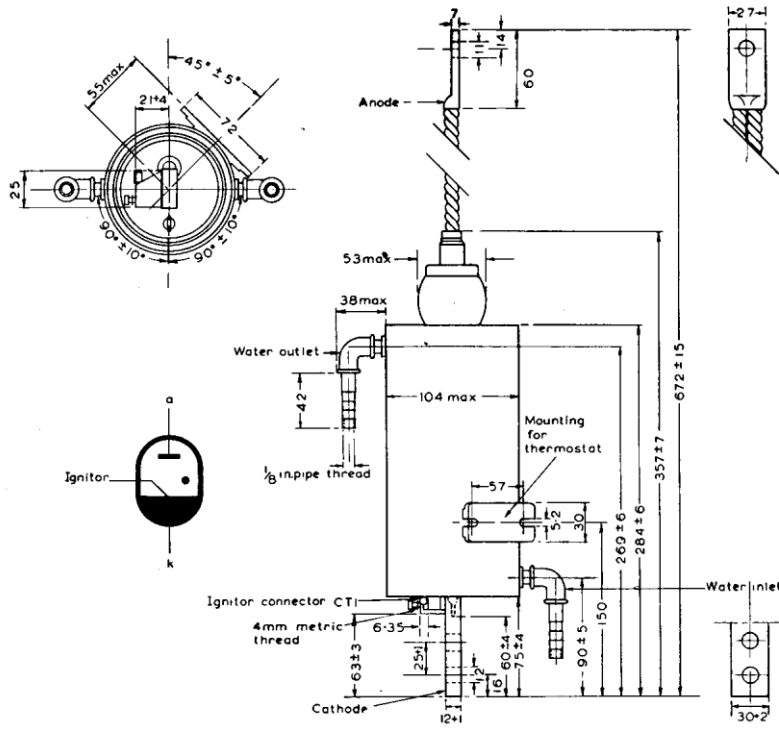 7
14
11
27
45°±5°
55max
21+4
60
72
Anode
25
90°±10°
90°±10°
53max
38max
Water outlet
672±15
a
42
104 max
Mounting
for
thermostat
357±7
Ignitor
1/8 in.pipe thread
57
5·2
30
269±6
284±6
k
150
Ignitor connector CT1
Water inlet
4mm metric
thread
6·35
63±3
25+1
60±4
75±4
90±5
12
16
Cathode
12+1
30+2